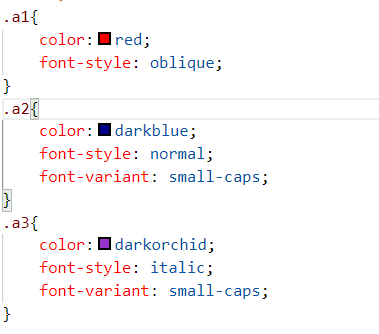 .a1{
color: red;
font-style: oblique;
}
.a2{
color: darkblue;
font-style: normal;
font-variant: small-caps;
}
.a3{
color: darkorchid;
font-style: italic;
font-variant: small-caps;
}